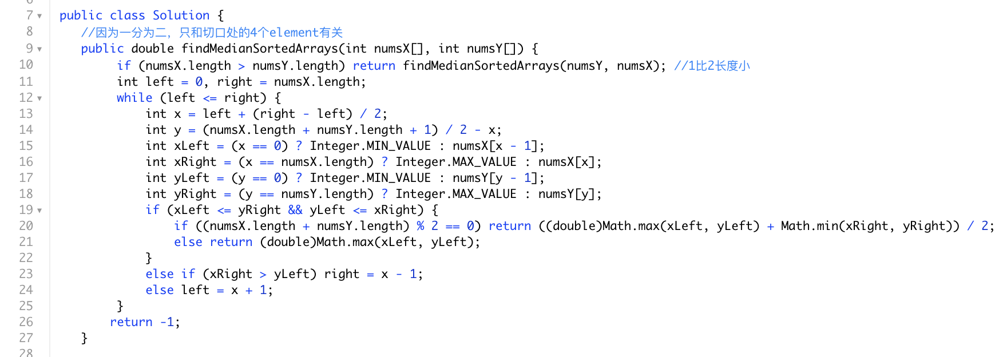 7 public class Solution {
8 //因为一分为二，只和切口处的4个element有关
9 public double findMedianSortedArrays(int numsX[], int numsY[]) {
10 if (numsX.length > numsY.length) return findMedianSortedArrays(numsY, numsX); //1比2长度小
11 int left = 0, right = numsX.length;
12 while (left <= right) {
13 int x = left + (right - left) / 2;
14 int y = (numsX.length + numsY.length + 1) / 2 - x;
15 int xLeft = (x == 0) ? Integer.MIN_VALUE : numsX[x - 1];
16 int xRight = (x == numsX.length) ? Integer.MAX_VALUE : numsX[x];
17 int yLeft = (y == 0) ? Integer.MIN_VALUE : numsY[y - 1];
18 int yRight = (y == numsY.length) ? Integer.MAX_VALUE : numsY[y];
19 if (xLeft <= yRight && yLeft <= xRight) {
20 if ((numsX.length + numsY.length) % 2 == 0) return ((double)Math.max(xLeft, yLeft) + Math.min(xRight, yRight)) / 2;
21 else return (double)Math.max(xLeft, yLeft);
22 }
23 else if (xRight > yLeft) right = x - 1;
24 else left = x + 1;
25 }
26 return -1;
27 }
28